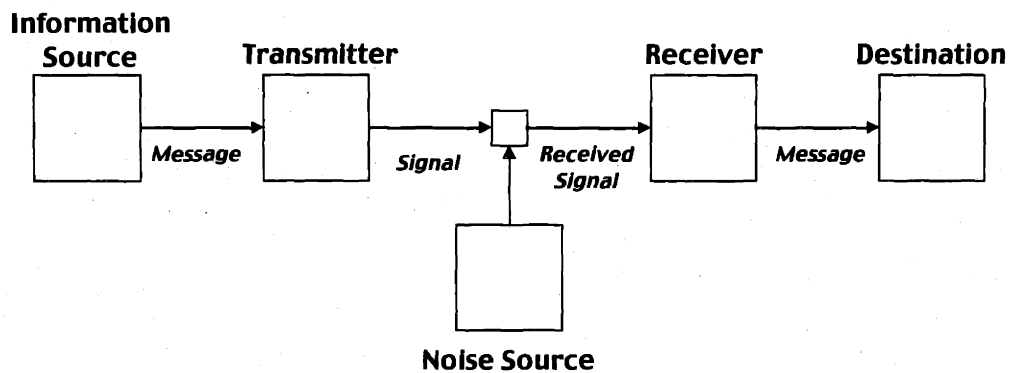 Information
Source
Transmitter
Receiver
Destination
Message
Signal
Received
Signal
Message
Noise Source